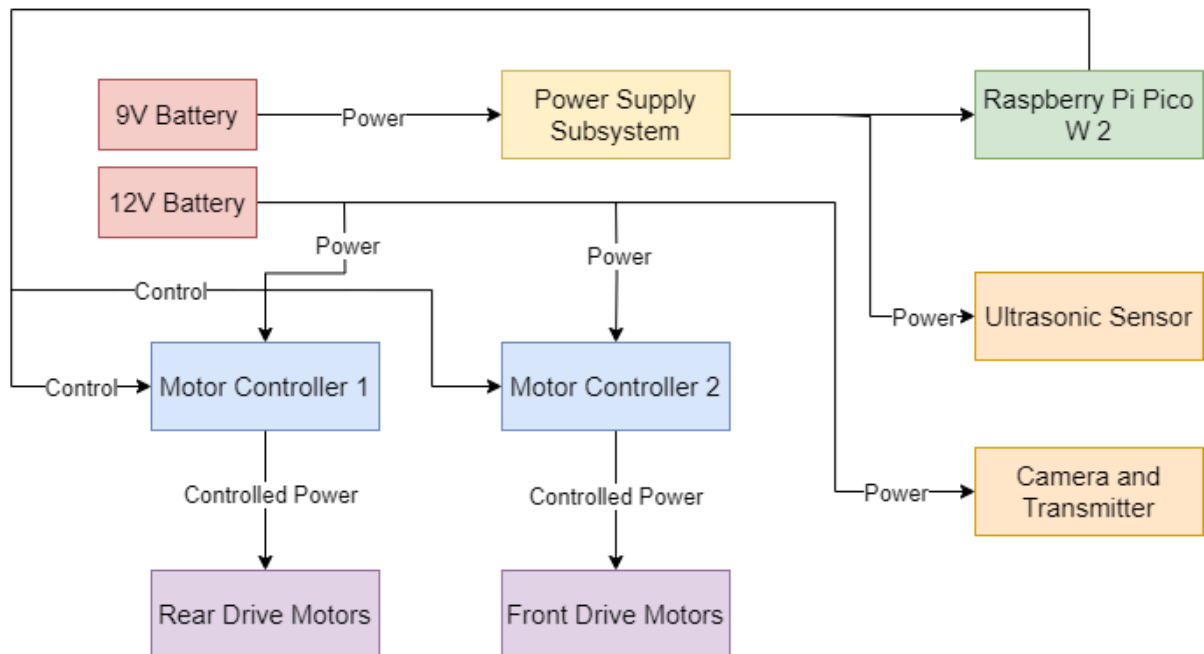 9V Battery
Power
Power Supply
Subsystem
Raspberry Pi Pico
W 2
12V Battery
Power
Power
Control
Power
Ultrasonic Sensor
Control
Motor Controller 1
Motor Controller 2
Controlled Power
Controlled Power
Power
Camera and
Transmitter
Rear Drive Motors
Front Drive Motors